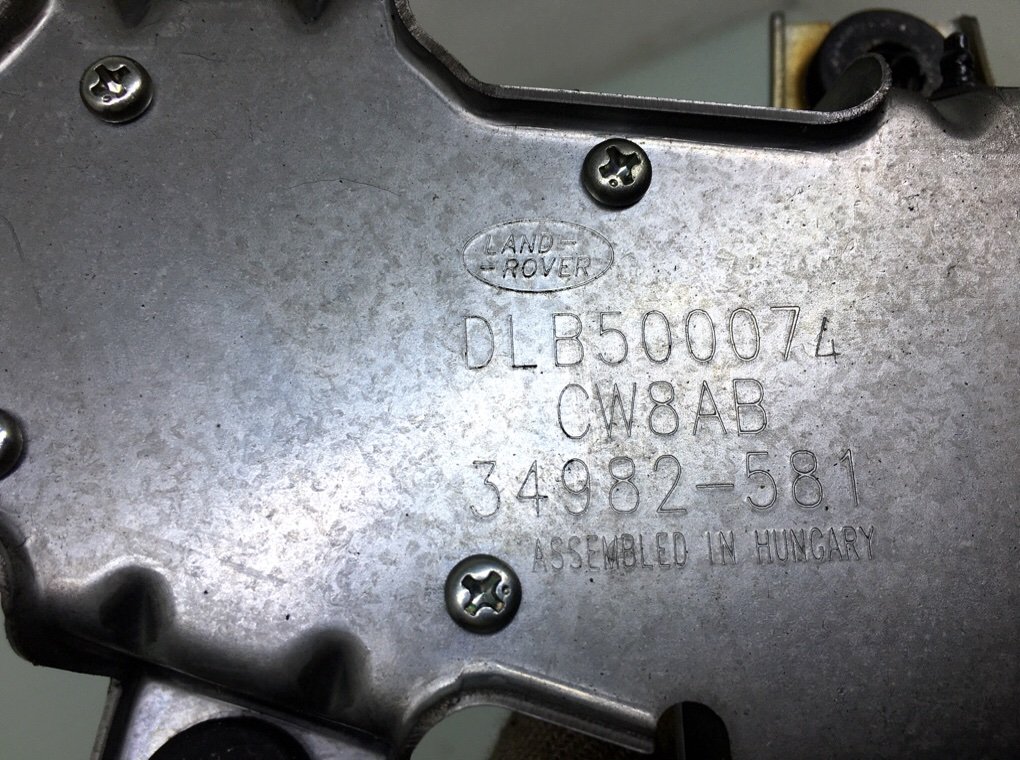 LAND-
-ROVER
DLB500074
CW8AB
34982-581
ASSEMBLED IN HUNGARY